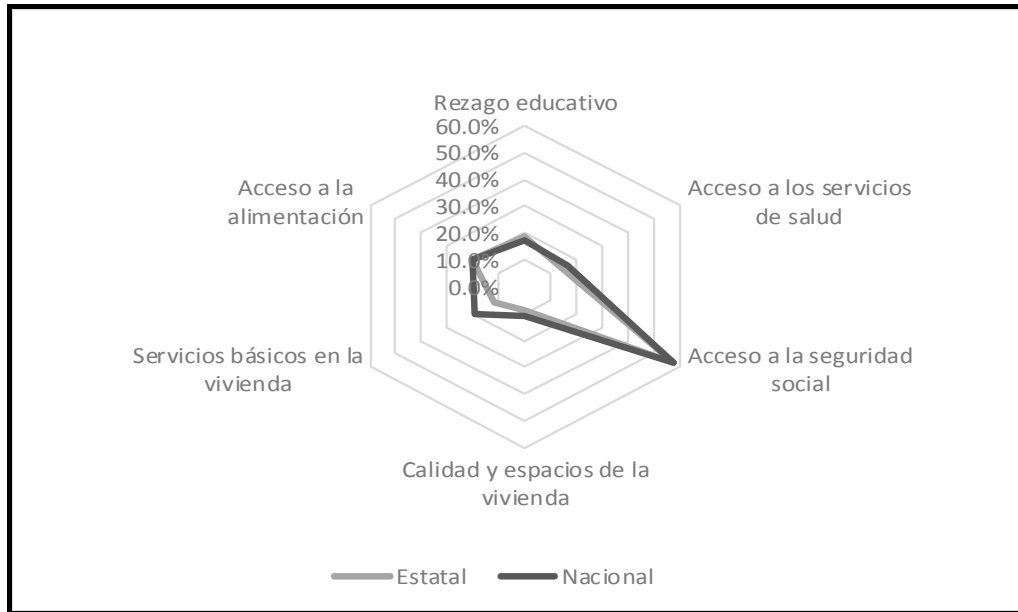 Rezago educativo
60.0%
50.0%
40.0%
30.0%
20.0%
10.0%
0.0%
Acceso a los servicios
de salud
Acceso a la seguridad
social
Calidad y espacios de la
vivienda
Servicios básicos en la
vivienda
Acceso a la
alimentación
Estatal
Nacional